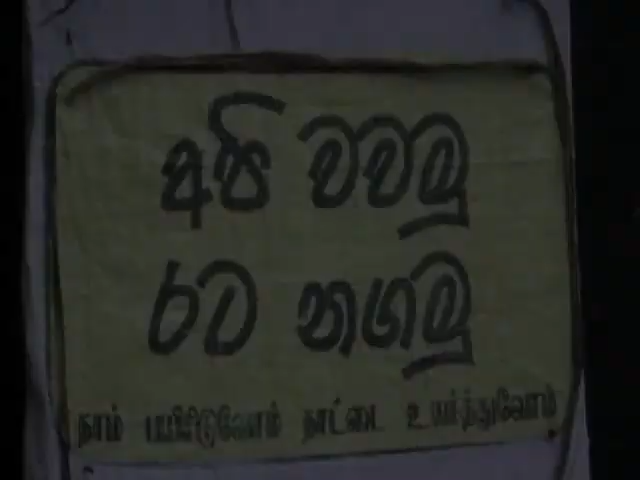 අපි වවමු
රට නගමු
நாம் பயிரிடுவோம் நாட்டை உயர்த்துவோம்